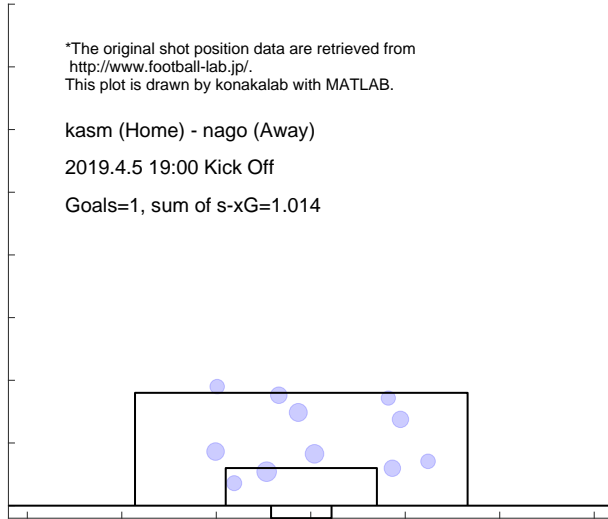 *The original shot position data are retrieved from
http://www.football-lab.jp/.
This plot is drawn by konakalab with MATLAB.
kasm (Home) - nago (Away)
2019.4.5 19:00 Kick Off
Goals=1, sum of s-xG=1.014